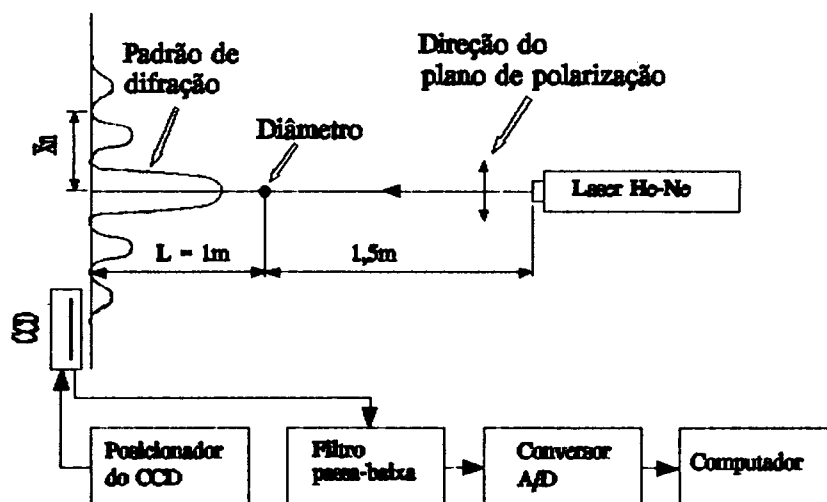 Padrão de
difração
Direção do
plano de polarização
Diâmetro
Xn
Laser He-Ne
L = 1m
1,5m
CCD
Posicionador
do CCD
Filtro
passa-baixa
Conversor
A/D
Computador